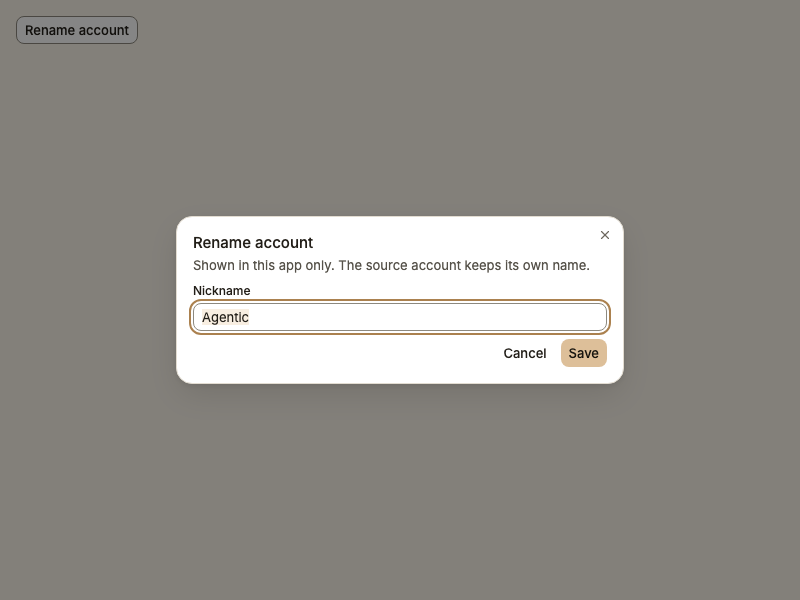 Rename account
Rename account
Shown in this app only. The source account keeps its own name.
Nickname
Agentic
Cancel
Save